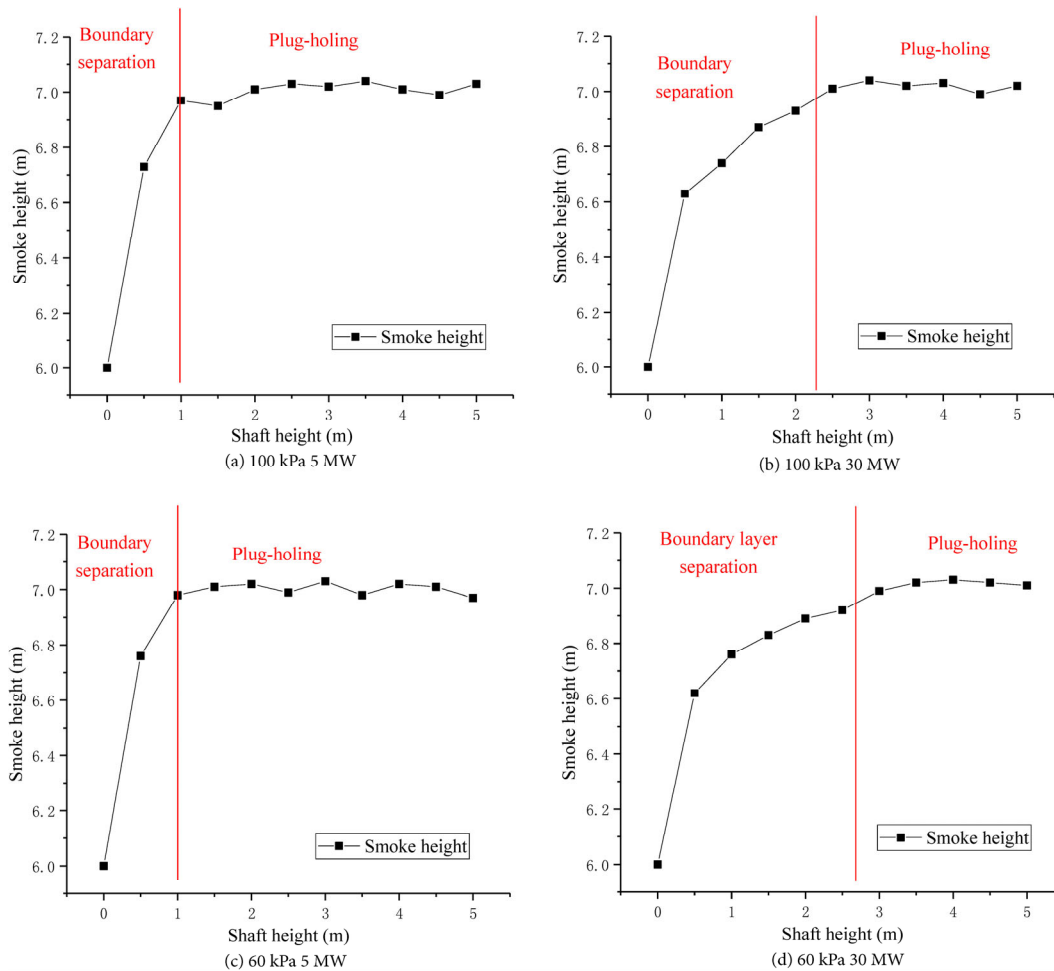 Boundary
separation
Plug-holing
7.2
7.0
6.8
6.6
6.4
6.2
6.0
Smoke height (m)
Smoke height
0 1 2 3 4 5
Shaft height (m)
(a) 100 kPa 5 MW
Boundary
separation
Plug-holing
7.2
7.0
6.8
6.6
6.4
6.2
6.0
Smoke height (m)
Smoke height
0 1 2 3 4 5
Shaft height (m)
(b) 100 kPa 30 MW
Boundary
separation
Plug-holing
7.2
7.0
6.8
6.6
6.4
6.2
6.0
Smoke height (m)
Smoke height
0 1 2 3 4 5
Shaft height (m)
(c) 60 kPa 5 MW
Boundary layer
separation
Plug-holing
7.2
7.0
6.8
6.6
6.4
6.2
6.0
Smoke height (m)
Smoke height
0 1 2 3 4 5
Shaft height (m)
(d) 60 kPa 30 MW